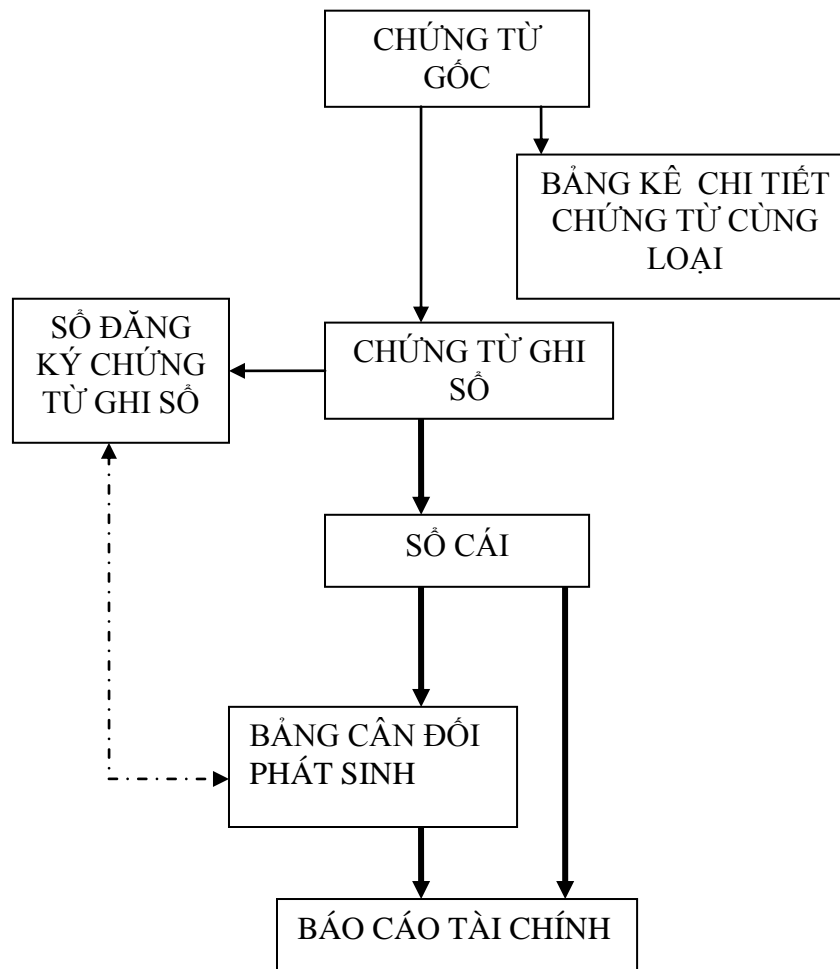 CHỨNG TỪ
GỐC
BẢNG KÊ CHI TIẾT
CHỨNG TỪ CÙNG
LOẠI
SỔ ĐĂNG
KÝ CHỨNG
TỪ GHI SỔ
CHỨNG TỪ GHI
SỔ
SỔ CÁI
BẢNG CÂN ĐỐI
PHÁT SINH
BÁO CÁO TÀI CHÍNH